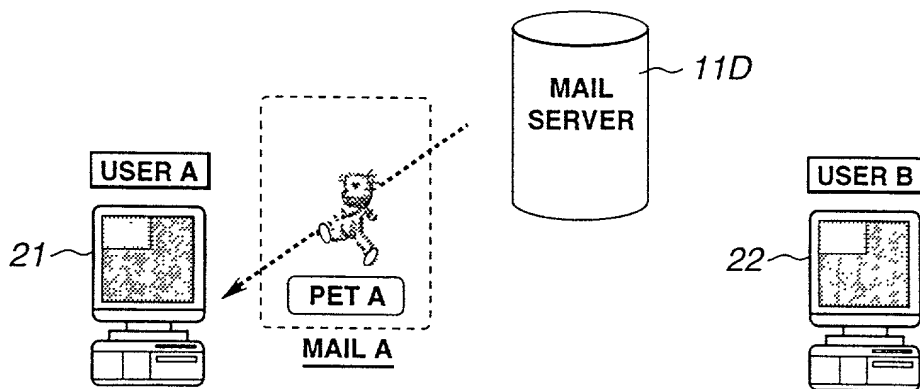 MAIL
SERVER
11D
USER A
USER B
21
22
PET A
MAIL A